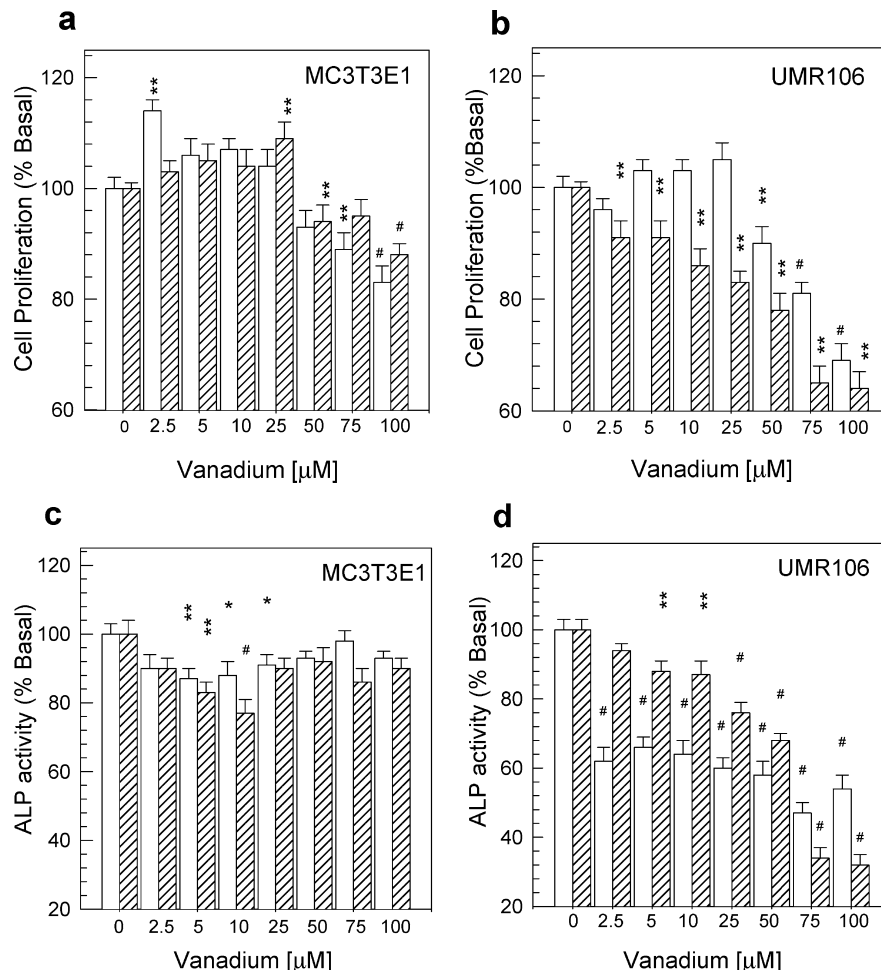 a
MC3T3E1
Cell Proliferation (% Basal)
120
100
80
60
** ** ** ** # #
0 2.5 5 10 25 50 75 100
Vanadium [μM]
b
UMR106
Cell Proliferation (%Basal)
120
100
80
60
** ** ** ** ** ** # ** # **
0 2.5 5 10 25 50 75 100
Vanadium [μM]
c
MC3T3E1
ALP activity (% Basal)
120
100
80
60
40
20
** ** * # *
0 2.5 5 10 25 50 75 100
Vanadium [μM]
d
UMR106
ALP activity (% Basal)
120
100
80
60
40
20
# # ** # ** # # # # # # # #
0 2.5 5 10 25 50 75 100
Vanadium [μM]